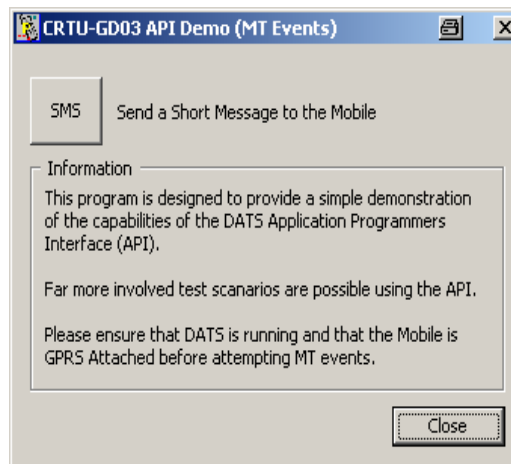 CRTU-GD03 API Demo (MT Events)
SMS
Send a Short Message to the Mobile
Information
This program is designed to provide a simple demonstration
of the capabilities of the DATS Application Programmers
Interface (API).
Far more involved test scanarios are possible using the API.
Please ensure that DATS is running and that the Mobile is
GPRS Attached before attempting MT events.
Close